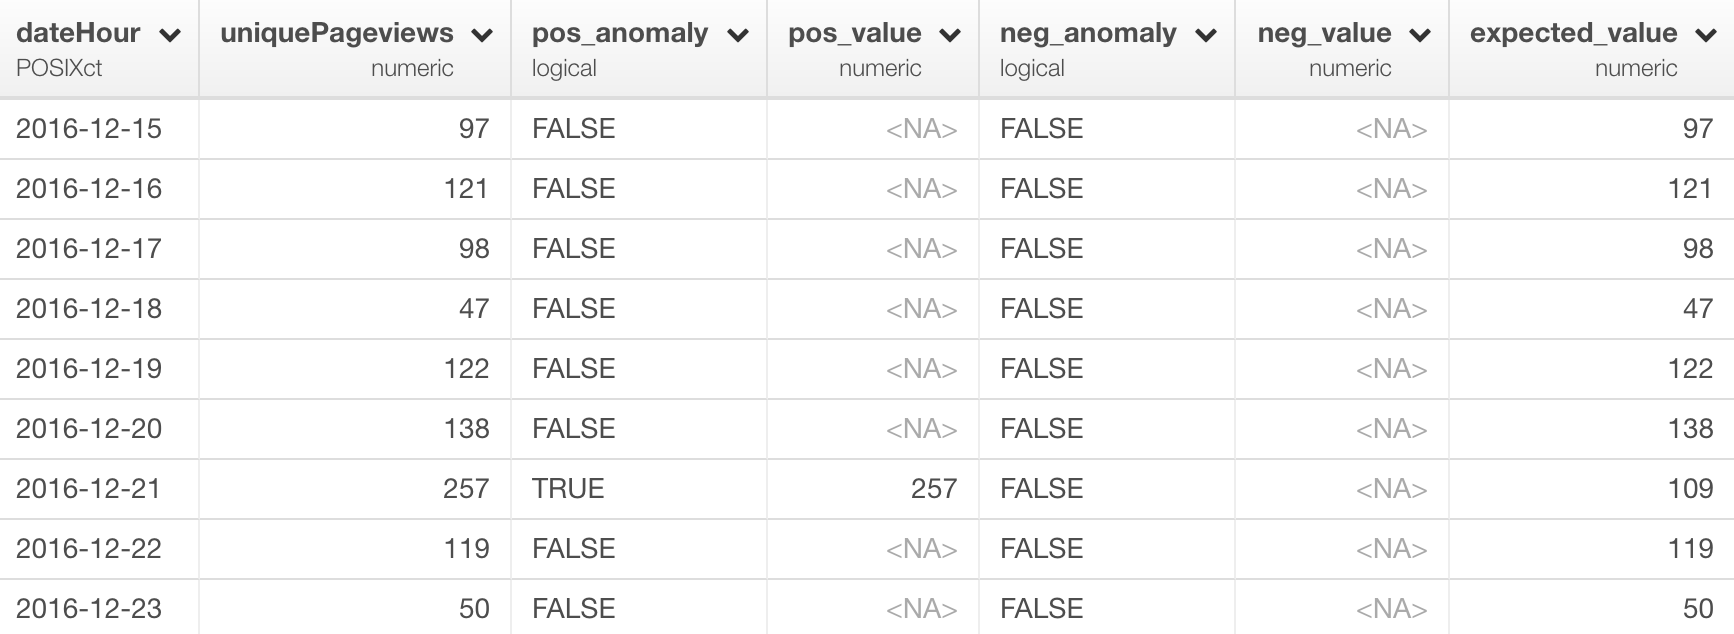 dateHour uniquePageviews pos_anomaly pos_value neg_anomaly neg_value expected_value
POSIXct numeric logical numeric logical numeric numeric
2016-12-15 97 FALSE <NA> FALSE <NA> 97
2016-12-16 121 FALSE <NA> FALSE <NA> 121
2016-12-17 98 FALSE <NA> FALSE <NA> 98
2016-12-18 47 FALSE <NA> FALSE <NA> 47
2016-12-19 122 FALSE <NA> FALSE <NA> 122
2016-12-20 138 FALSE <NA> FALSE <NA> 138
2016-12-21 257 TRUE 257 FALSE <NA> 109
2016-12-22 119 FALSE <NA> FALSE <NA> 119
2016-12-23 50 FALSE <NA> FALSE <NA> 50